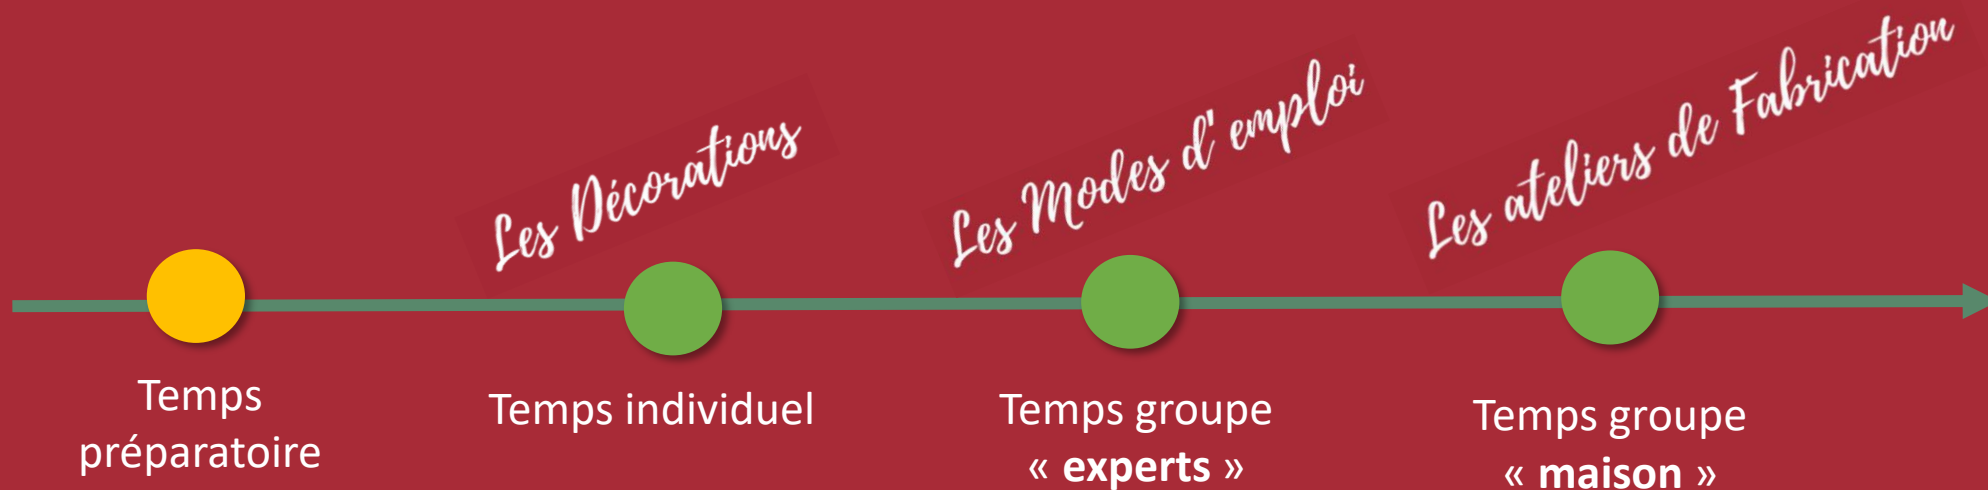 Les Décorations
Les Modes d'emploi
Les ateliers de Fabrication
Temps
préparatoire
Temps individuel
Temps groupe
« experts »
Temps groupe
« maison »